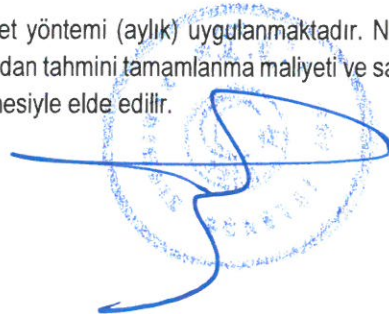 et yöntemi (aylık) uygulanmaktadır. N
dan tahmini tamamlanma maliyeti ve sa
nesiyle elde edilir.